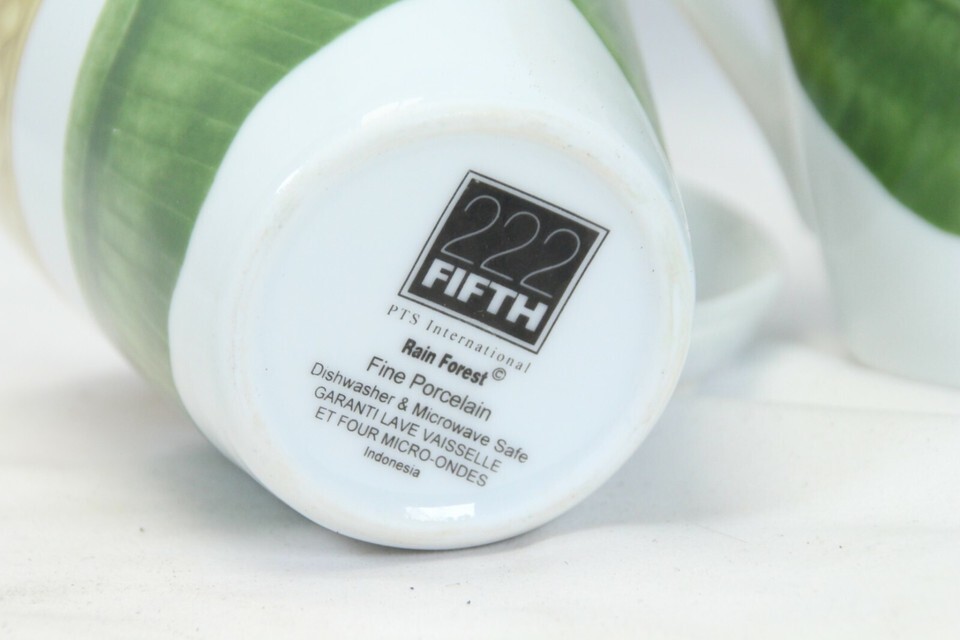 222
FIFTH
PTS International
Rain Forest©
Fine Porcelain
Dishwasher & Microwave Safe
GARANTI LAVE VAISSELLE
ET FOUR MICRO-ONDES
Indonesia